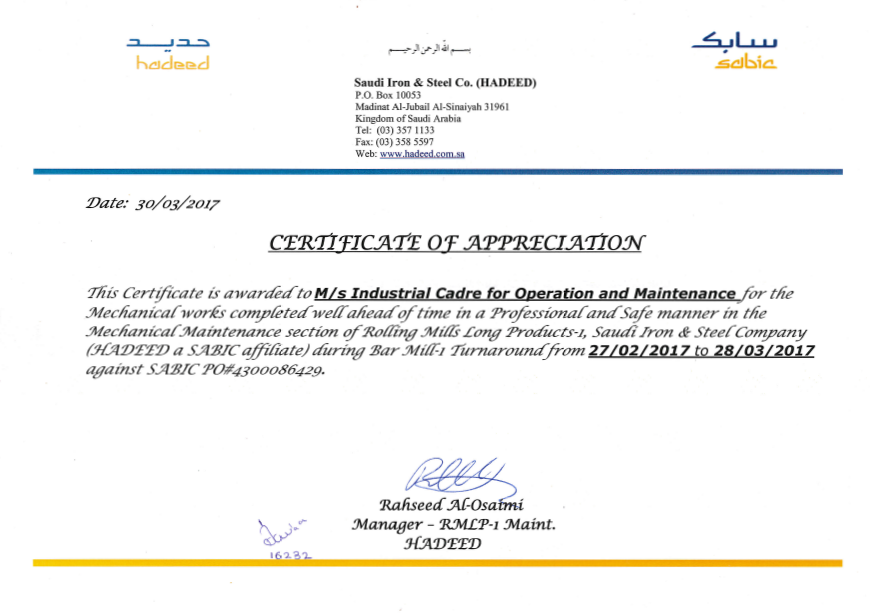 حديد
hadeed
بسم الله الرحمن الرحيم
سابك
sabic
Saudi Iron & Steel Co. (HADEED)
P.O. Box 10053
Madinat Al-Jubail Al-Sinaiyah 31961
Kingdom of Saudi Arabia
Tel: (03) 357 1133
Fax: (03) 358 5597
Web: www.hadeed.com.sa
Date: 30/03/2017
CERTIFICATE OF APPRECIATION
This Certificate is awarded to M/s Industrial Cadre for Operation and Maintenance for the
Mechanical works completed well ahead of time in a Professional and Safe manner in the
Mechanical Maintenance section of Rolling Mills Long Products-1, Saudi Iron & Steel Company
(HADEED a SABIC affiliate) during Bar Mill-1 Turnaround from 27/02/2017 to 28/03/2017
against SABIC PO#4300086429.
Rahseed Al-Osaimi
Manager – RMLP-1 Maint.
HADEED
16232